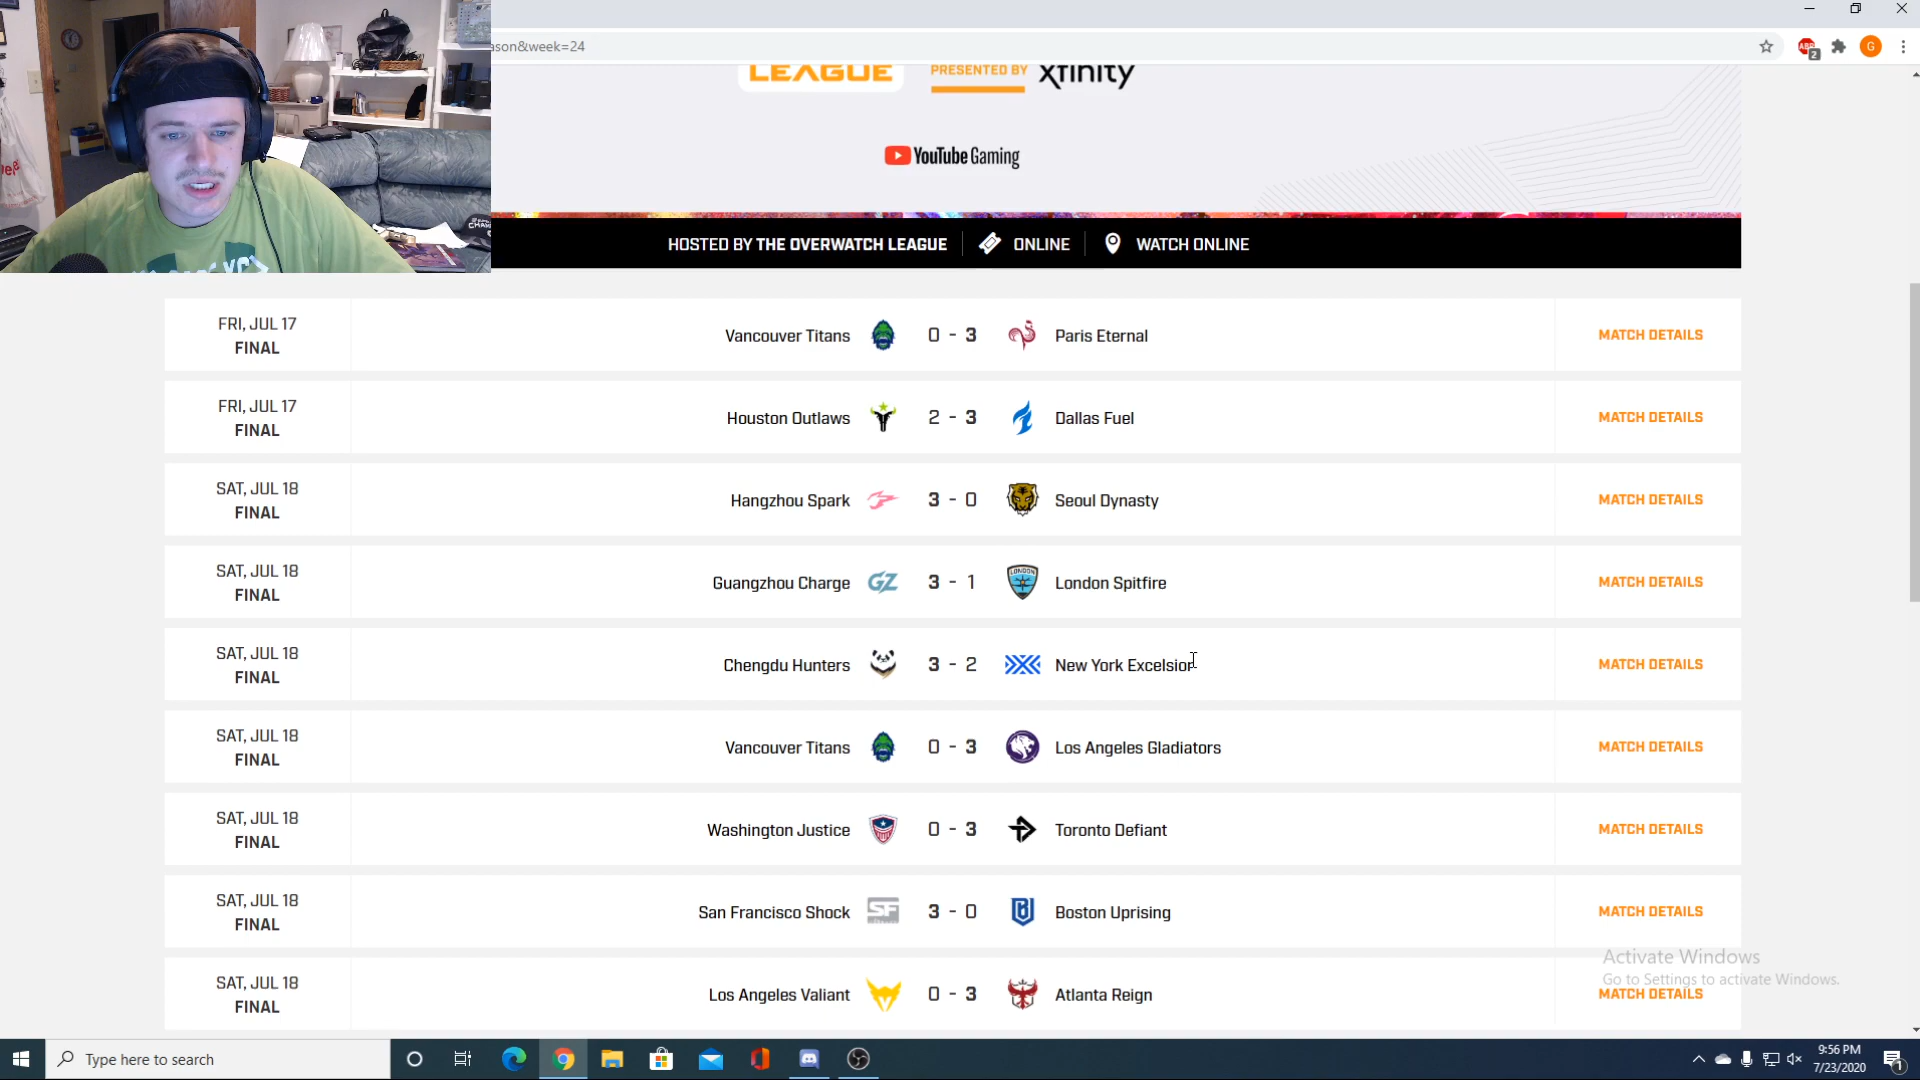 ason&week=24
LEAGUE PRESENTED BY xfinity
YouTube Gaming
HOSTED BY THE OVERWATCH LEAGUE ONLINE WATCH ONLINE
FRI, JUL 17
FINAL
Vancouver Titans 0 - 3 Paris Eternal MATCH DETAILS
FRI, JUL 17
FINAL
Houston Outlaws 2 - 3 Dallas Fuel MATCH DETAILS
SAT, JUL 18
FINAL
Hangzhou Spark 3 - 0 Seoul Dynasty MATCH DETAILS
SAT, JUL 18
FINAL
Guangzhou Charge GZ 3 - 1 LONDON London Spitfire MATCH DETAILS
SAT, JUL 18
FINAL
Chengdu Hunters 3 - 2 New York Excelsior MATCH DETAILS
SAT, JUL 18
FINAL
Vancouver Titans 0 - 3 Los Angeles Gladiators MATCH DETAILS
SAT, JUL 18
FINAL
Washington Justice 0 - 3 Toronto Defiant MATCH DETAILS
SAT, JUL 18
FINAL
San Francisco Shock SF 3 - 0 Boston Uprising MATCH DETAILS
SAT, JUL 18
FINAL
Los Angeles Valiant 0 - 3 Atlanta Reign MATCH DETAILS
Activate Windows
Go to Settings to activate Windows.
Type here to search
9:56 PM
7/23/2020
ABP
2
G
1